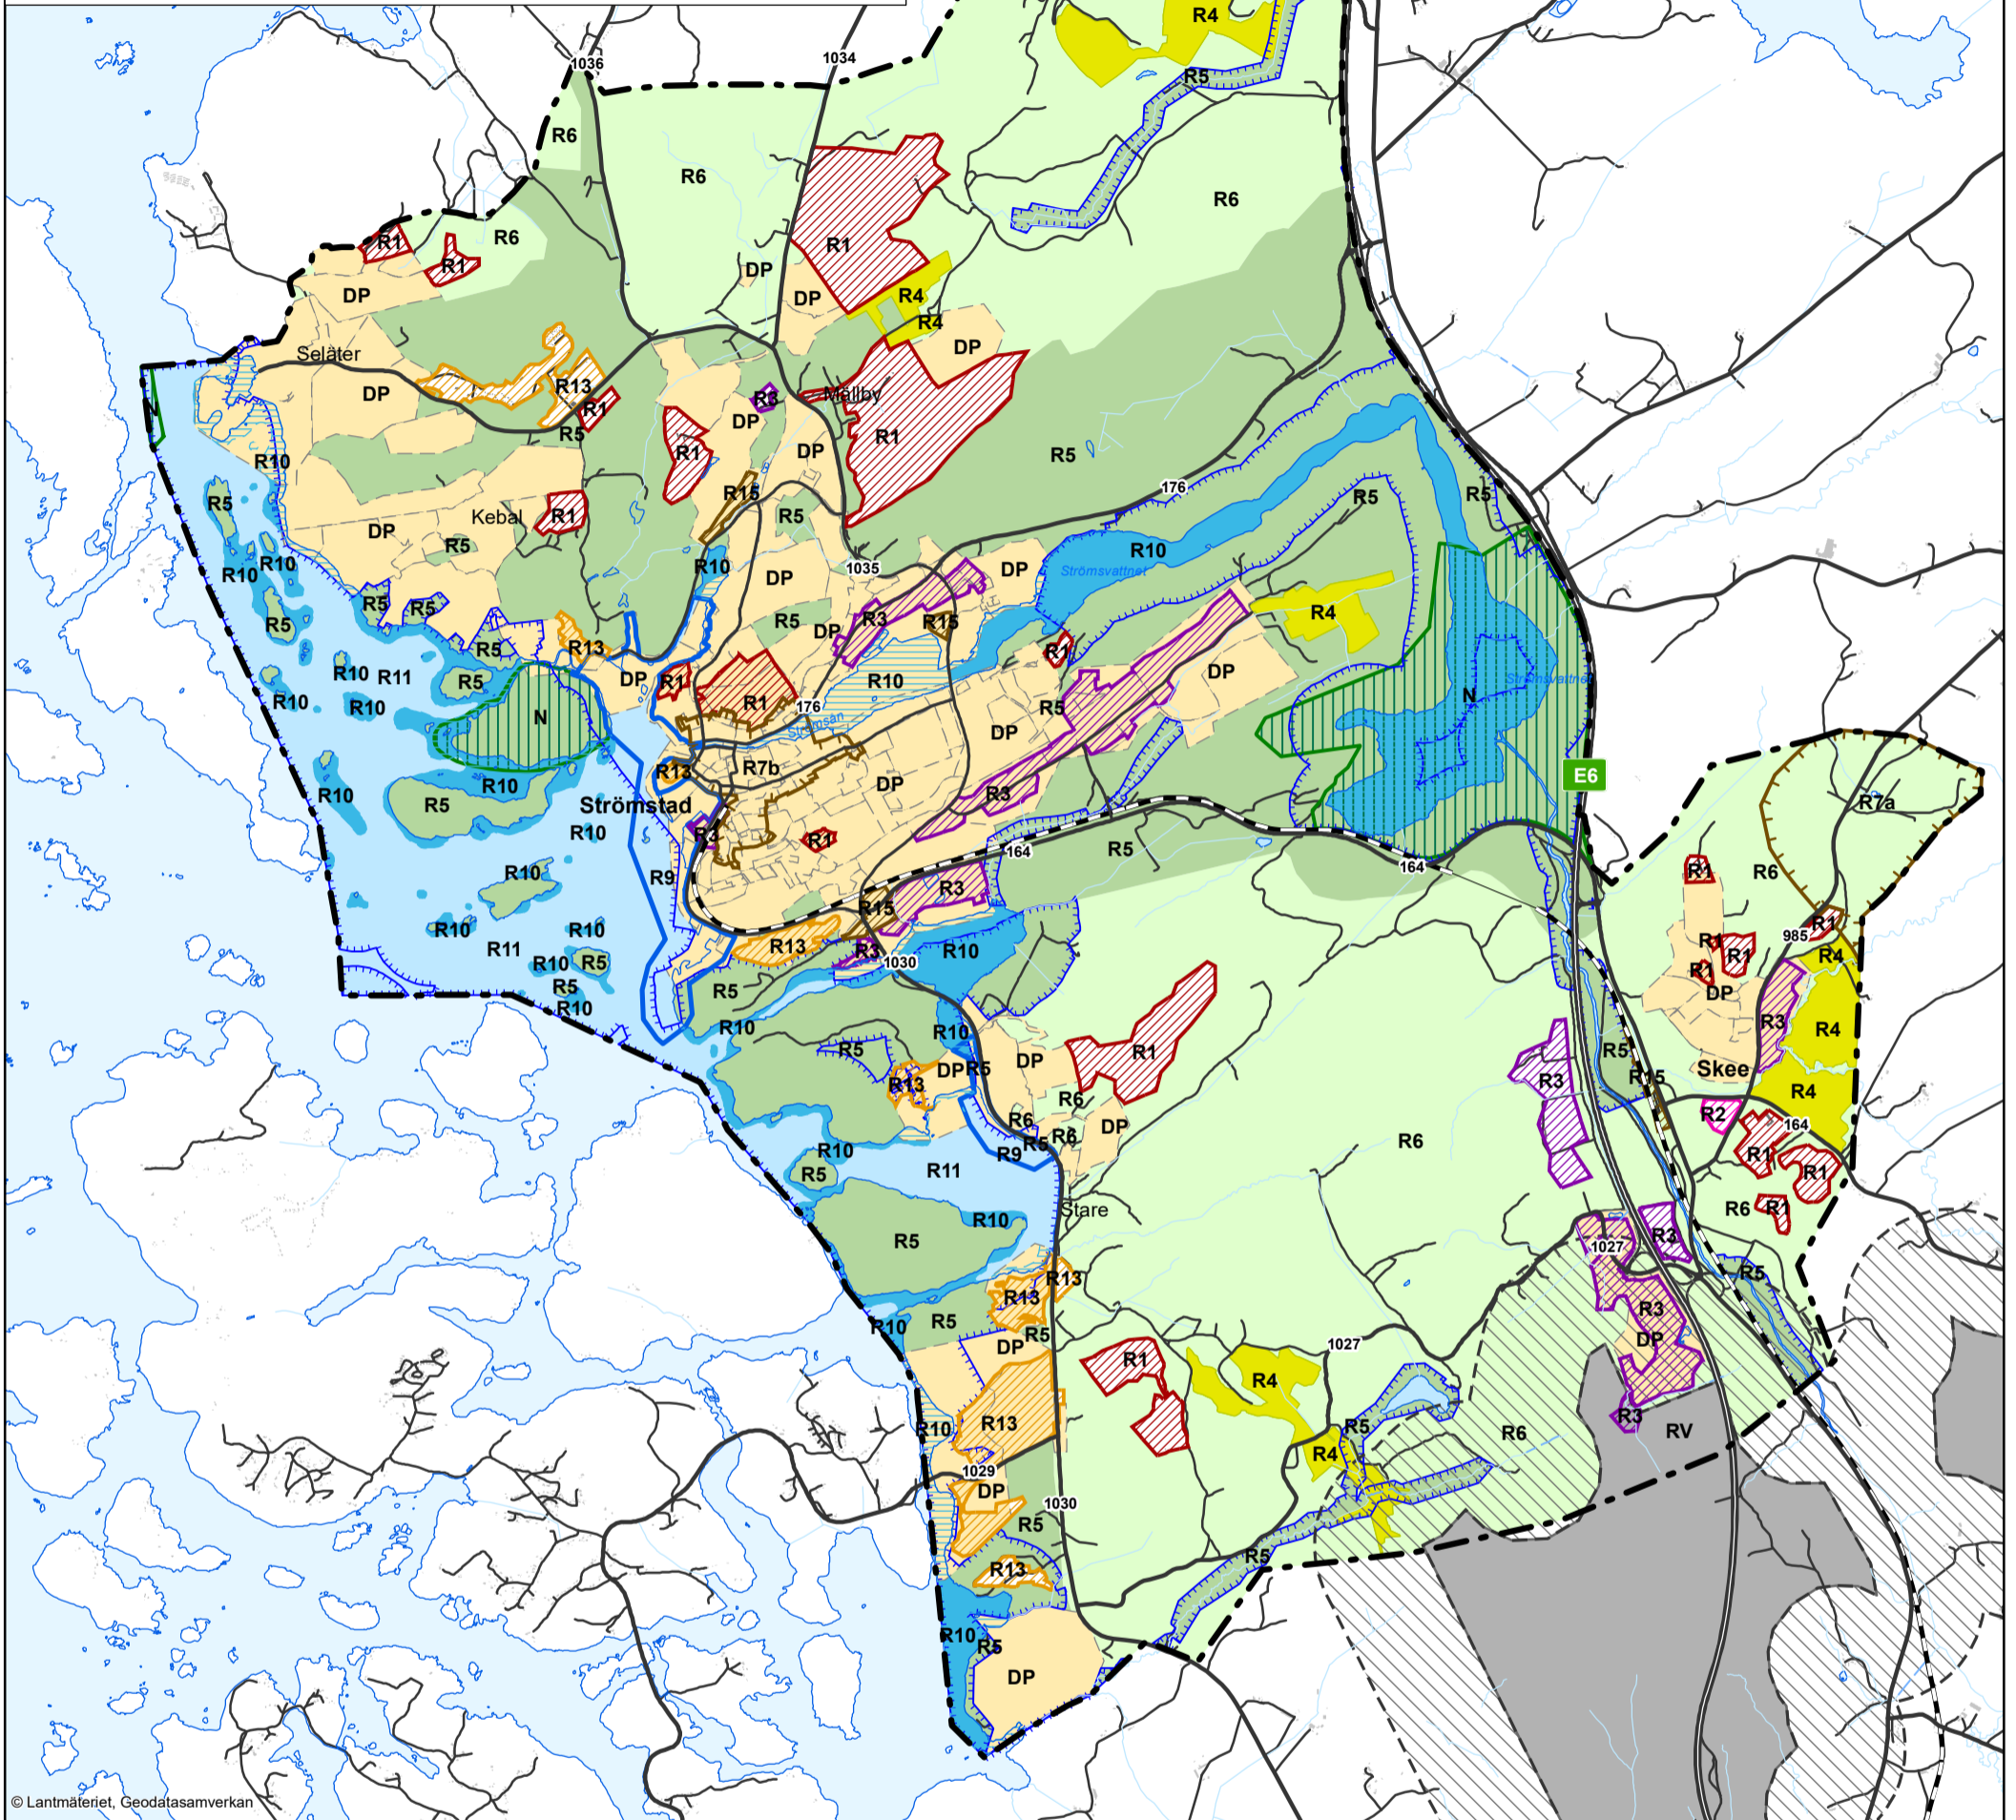 R4
1036
1034
R5
R6
R6
R6
R1
R6
R1
R1
DP
DP
DP
R4
R4
DP
Seläter
DP
R13
R1
R3
Mällby
DP
R5
R1
R1
DP
R5
R10
R5
R15
176
R5
R5
Kebal
R1
R5
DP
R5
R10
R10
R10
R10
DP
1035
DP
Strömsvattnet
R5
R5
R5
R5
DP
R3
R15
R4
R13
R5
R1
R10
R11
R5
DP
R1
R10
DP
R10
R10
R1
176
R5
Strömsvattnet
N
N
Strömsån
DP
R13
R7b
DP
E6
R10
R10
R5
Strömstad
R3
R7a
R10
R3
R1
164
R5
164
R10
R9
R3
R1
R6
R15
R10
R10
R1
985
R11
R13
R3
1030
R10
R1
R1
R4
R10
R5
R1
R5
R5
DP
R10
R10
R10
R3
R4
R5
R1
DP
R5
DP
R5
R13
R3
R15
Skee
R4
R6
R2
R6
DP
164
R6
R5
R6
R10
R9
R1
R5
R11
R1
R10
Stare
R6
R1
R5
R3
1027
R13
R5
R13
R3
R10
R5
R5
DP
1027
DP
R1
R4
R13
R10
R5
R3
R6
RV
R4
1029
DP
1030
R5
R5
R13
R10
R5
DP
N
© Lantmäteriet, Geodatasamverkan